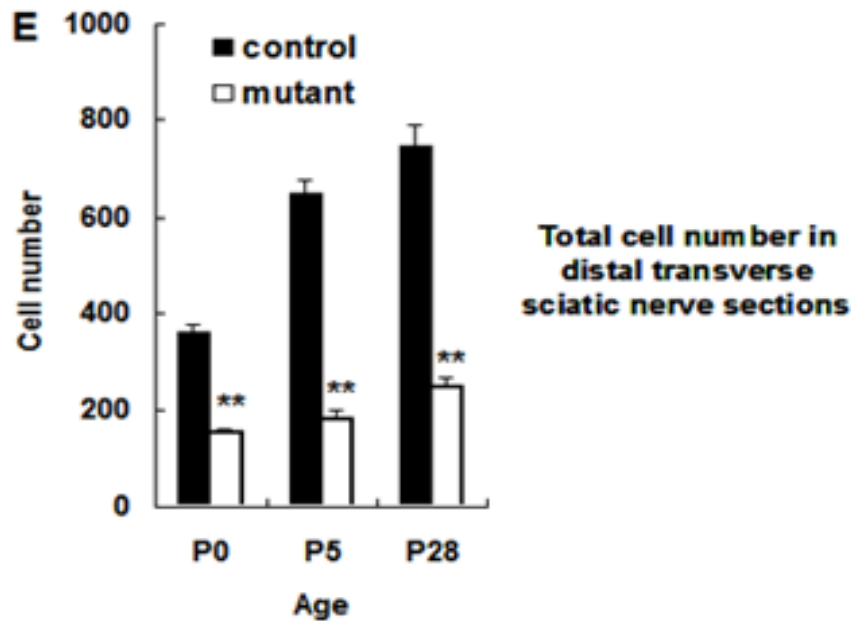 E
1000
800
600
400
200
0
Cell number
control
mutant
**
**
**
P0 P5 P28
Age
Total cell number in
distal transverse
sciatic nerve sections